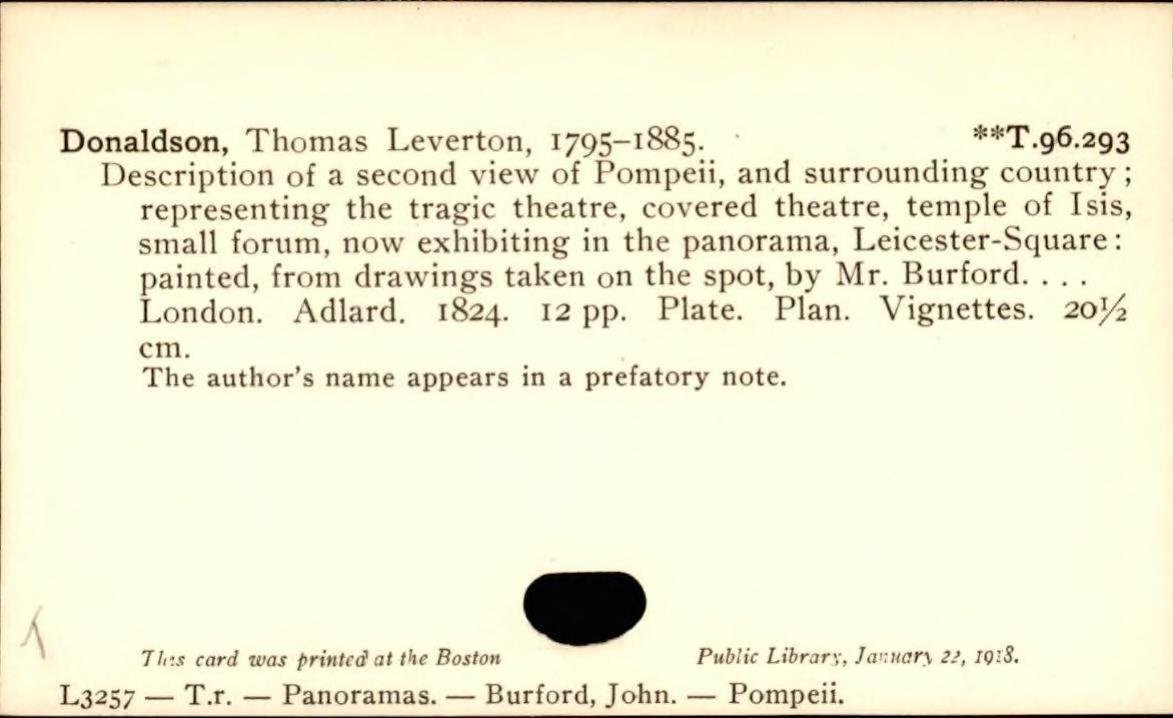 Donaldson, Thomas Leverton, 1795–1885. **T.96.293
Description of a second view of Pompeii, and surrounding country;
representing the tragic theatre, covered theatre, temple of Isis,
small forum, now exhibiting in the panorama, Leicester-Square:
painted, from drawings taken on the spot, by Mr. Burford. . . .
London. Adlard. 1824. 12 pp. Plate. Plan. Vignettes. 20½
cm.
The author's name appears in a prefatory note.
This card was printed at the Boston Public Library, January 22, 1918.
L3257 — T.r. — Panoramas. — Burford, John. — Pompeii.